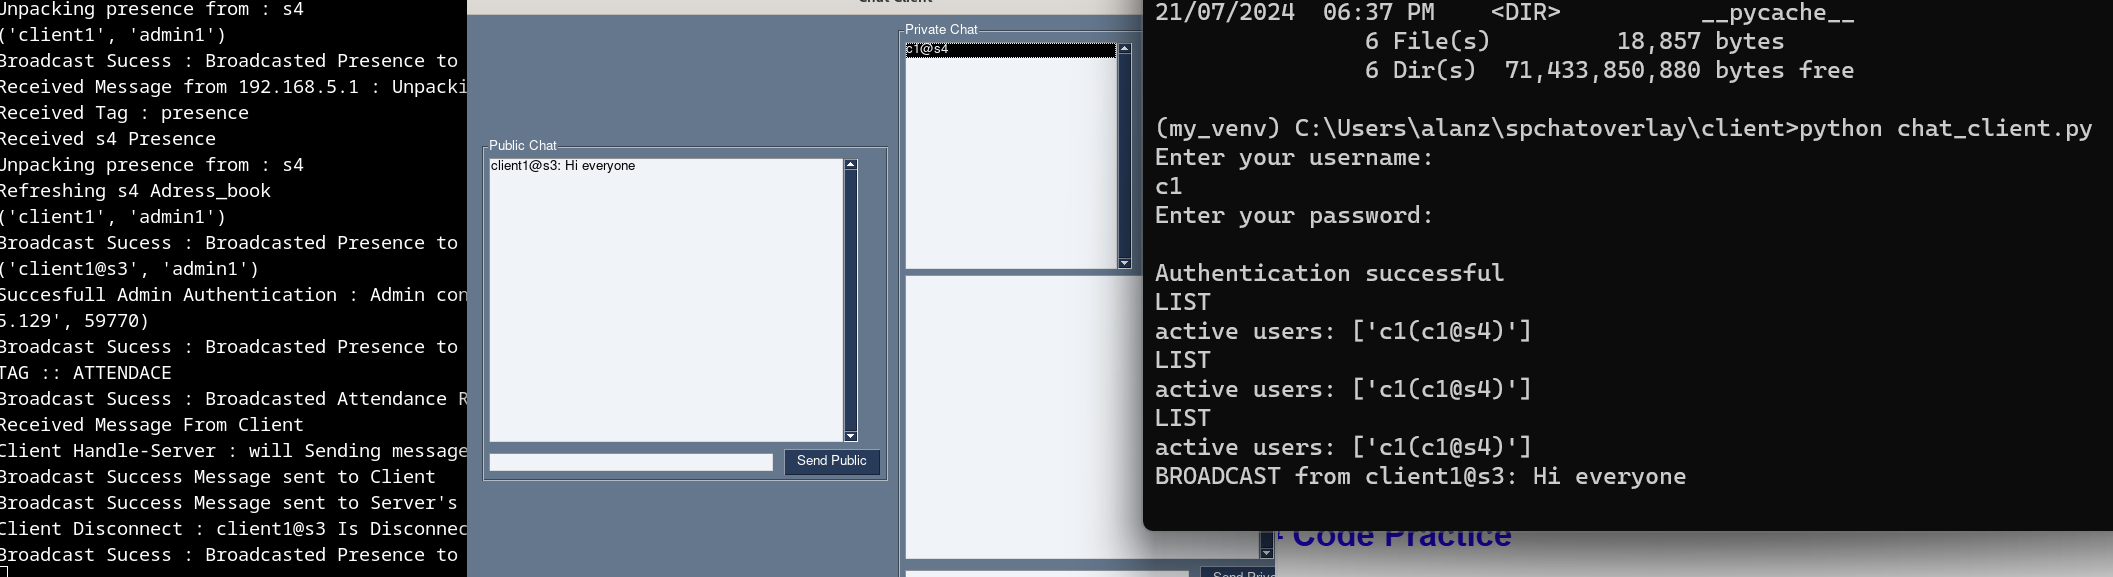 Unpacking presence from : s4
('client1', 'admin1')
Broadcast Sucess : Broadcasted Presence to
Received Message from 192.168.5.1 : Unpacki
Received Tag : presence
Received s4 Presence
Unpacking presence from : s4
Refreshing s4 Adress_book
('client1', 'admin1')
Broadcast Sucess : Broadcasted Presence to
('client1@s3', 'admin1')
Succesfull Admin Authentication : Admin con
5.129', 59770)
Broadcast Sucess : Broadcasted Presence to
TAG :: ATTENDACE
Broadcast Sucess : Broadcasted Attendance R
Received Message From Client
Client Handle-Server : will Sending message
Broadcast Success Message sent to Client
Broadcast Success Message sent to Server's
Client Disconnect : client1@s3 Is Disconnec
Broadcast Sucess : Broadcasted Presence to
Chat Client
Public Chat
client1@s3: Hi everyone
Send Public
Private Chat
c1@s4
Send Priva
21/07/2024 06:37 PM <DIR> __pycache__
6 File(s) 18,857 bytes
6 Dir(s) 71,433,850,880 bytes free
(my_venv) C:\Users\alanz\spchatoverlay\client>python chat_client.py
Enter your username:
c1
Enter your password:
Authentication successful
LIST
active users: ['c1(c1@s4)']
LIST
active users: ['c1(c1@s4)']
LIST
active users: ['c1(c1@s4)']
BROADCAST from client1@s3: Hi everyone
Code Practice